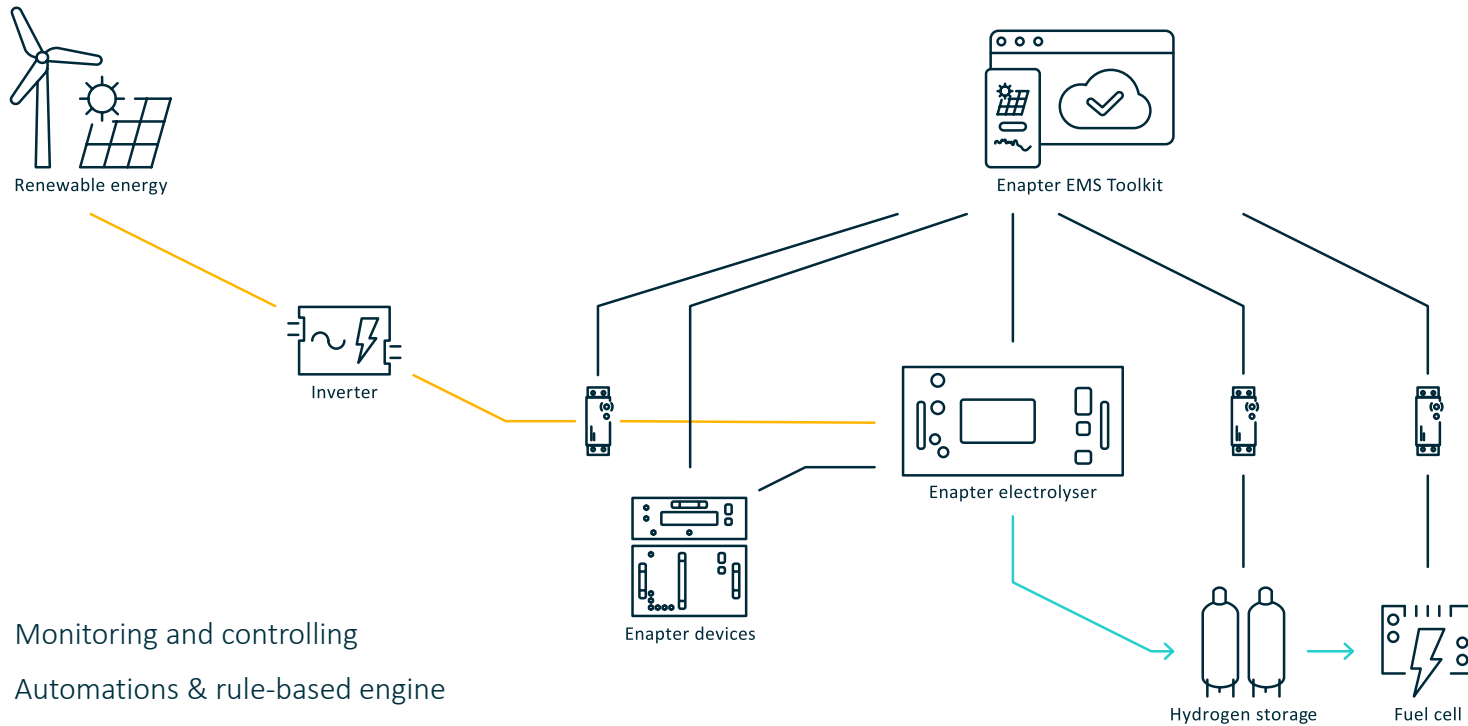 Renewable energy
Enapter EMS Toolkit
Inverter
Enapter electrolyser
Enapter devices
Monitoring and controlling
Automations & rule-based engine
Hydrogen storage
Fuel cell